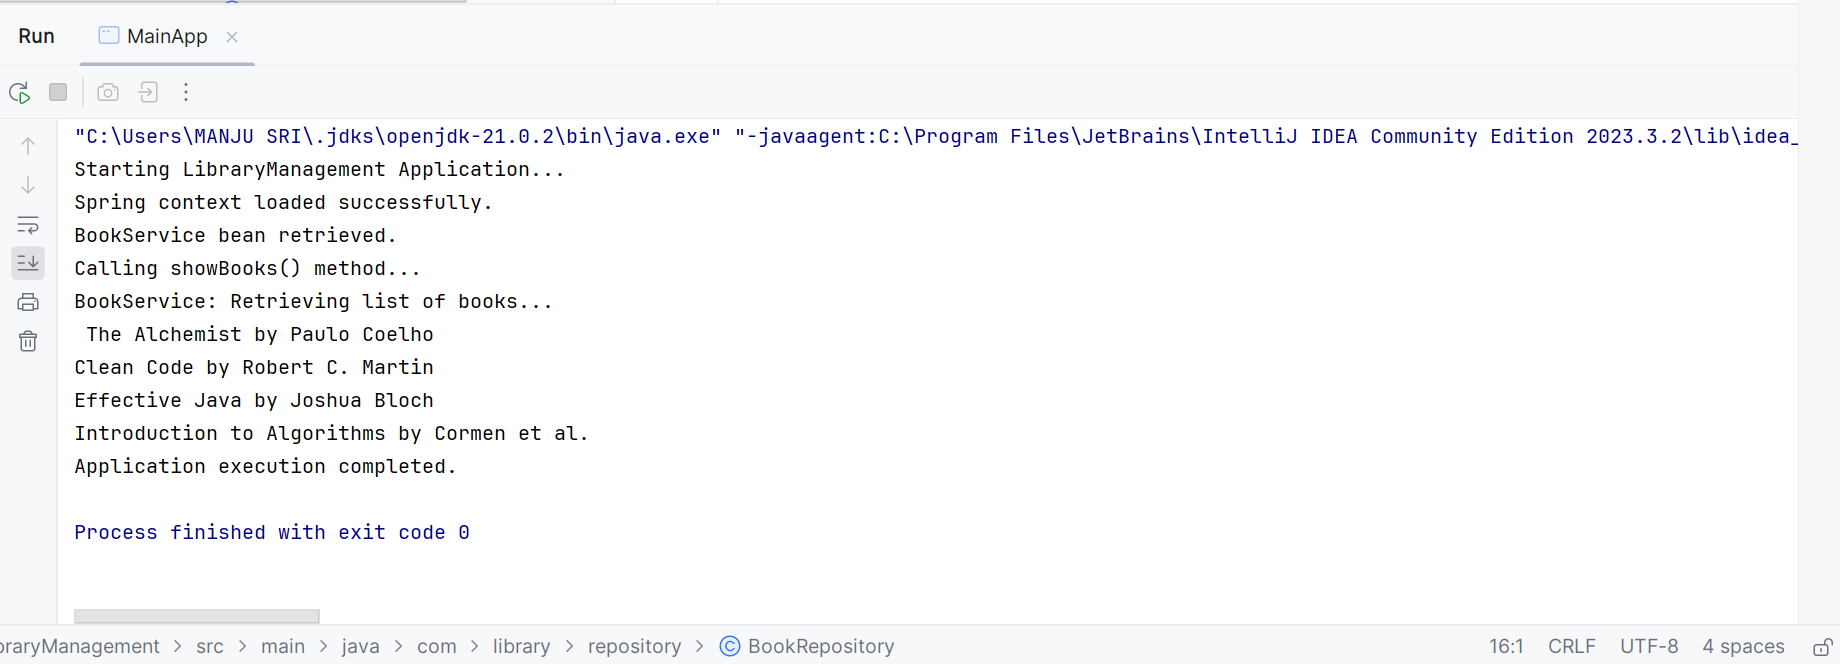 Run MainApp
"C:\Users\MANJU SRI\.jdks\openjdk-21.0.2\bin\java.exe" "-javaagent:C:\Program Files\JetBrains\IntelliJ IDEA Community Edition 2023.3.2\lib\idea_
Starting LibraryManagement Application...
Spring context loaded successfully.
BookService bean retrieved.
Calling showBooks() method...
BookService: Retrieving list of books...
The Alchemist by Paulo Coelho
Clean Code by Robert C. Martin
Effective Java by Joshua Bloch
Introduction to Algorithms by Cormen et al.
Application execution completed.
Process finished with exit code 0
braryManagement > src > main > java > com > library > repository > BookRepository 16:1 CRLF UTF-8 4 spaces